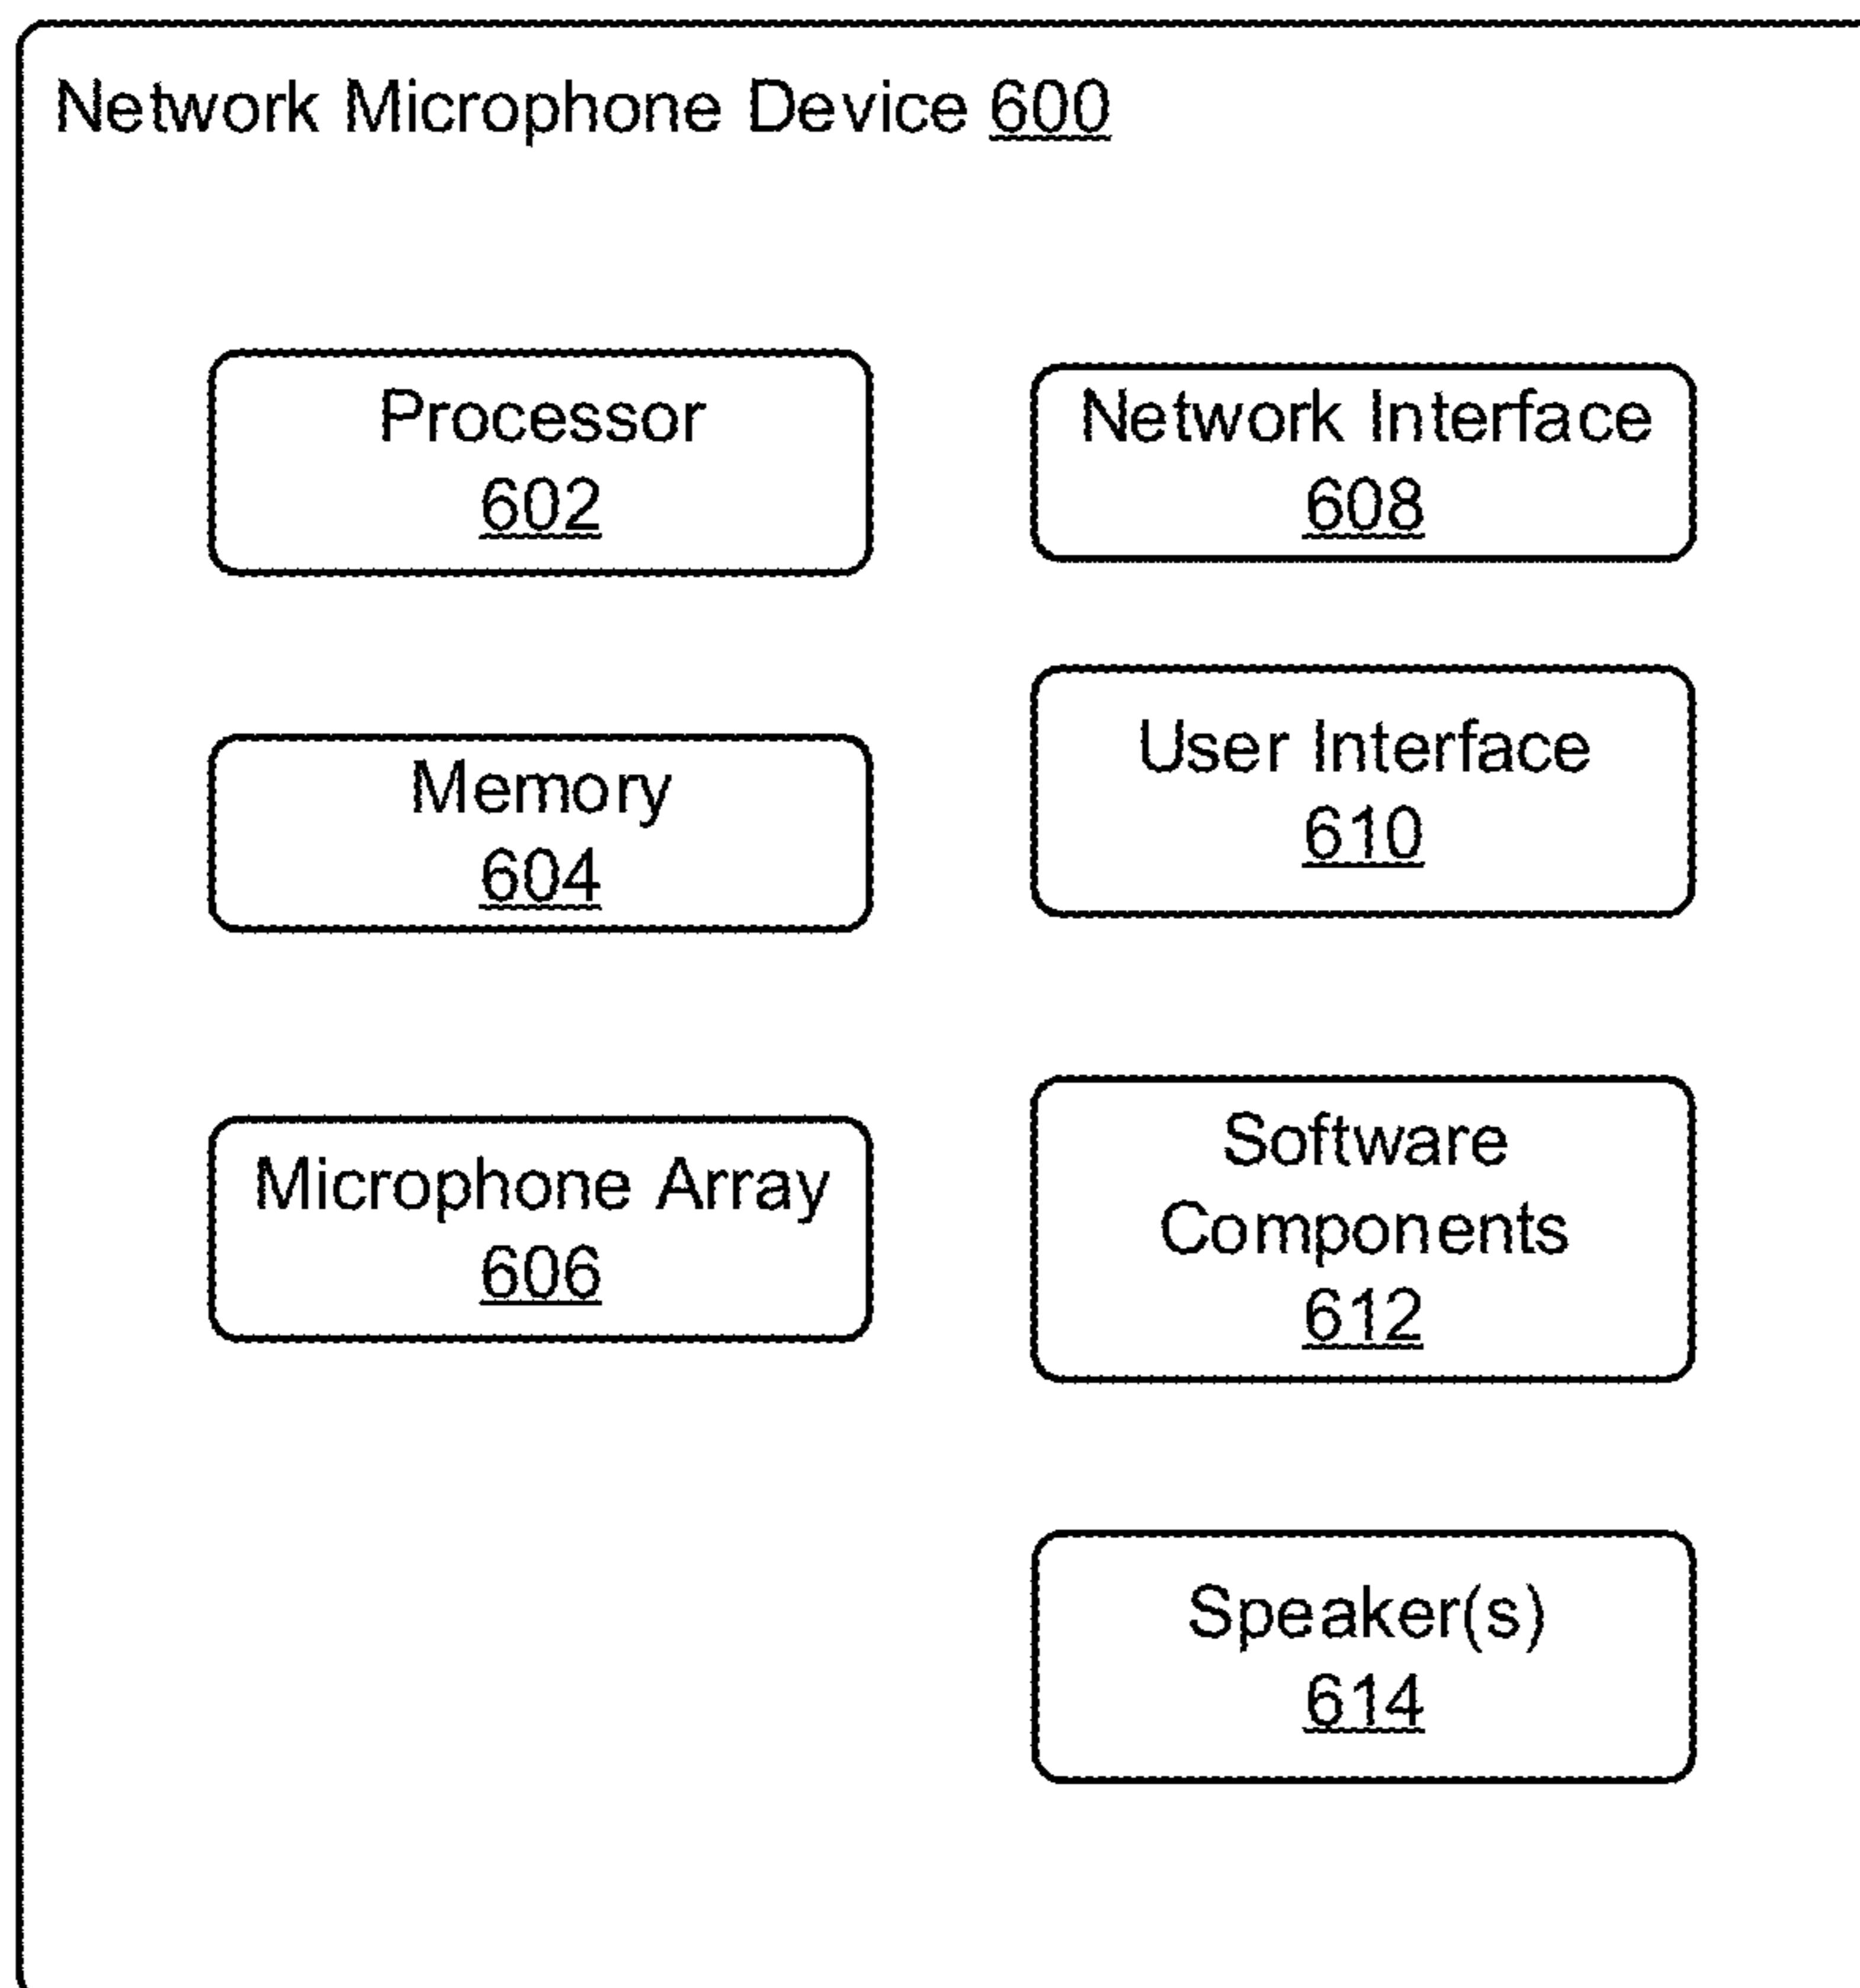 Network Microphone Device 600
Processor
602
Network Interface
608
Memory
604
User Interface
610
Microphone Array
606
Software
Components
612
Speaker(s)
614